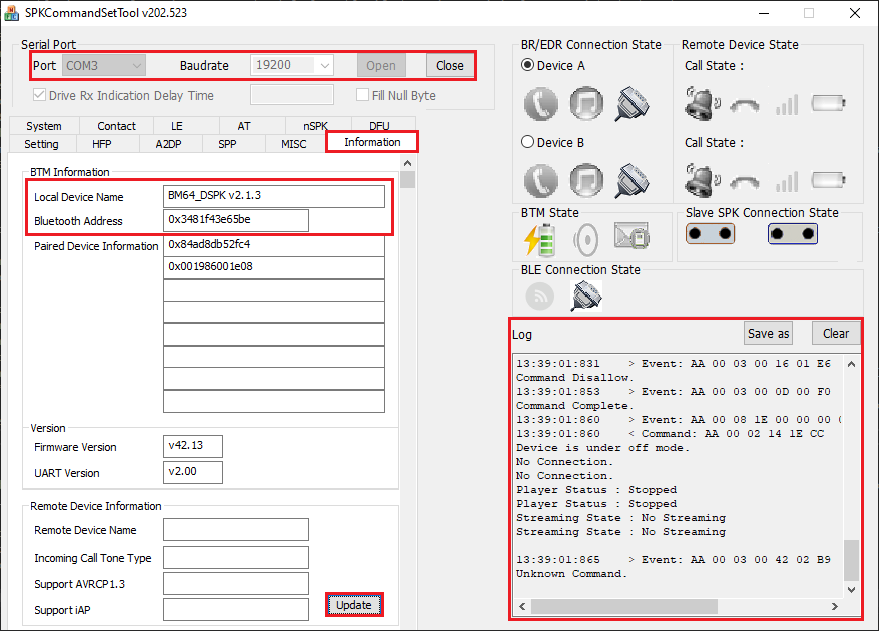 SPKCommandSetTool v202.523
Serial Port
Port COM3 Baudrate 19200 Open Close
Drive Rx Indication Delay Time Fill Null Byte
System Contact LE AT nSPK DFU
Setting HFP A2DP SPP MISC Information
BTM Information
Local Device Name BM64_DSPK v2.1.3
Bluetooth Address 0x3481f43e65be
Paired Device Information 0x84ad8db52fc4
0x001986001e08
Version
Firmware Version v42.13
UART Version v2.00
Remote Device Information
Remote Device Name
Incoming Call Tone Type
Support AVRCP1.3
Support iAP
Update
BR/EDR Connection State
Device A
Device B
Remote Device State
Call State :
Call State :
BTM State
Slave SPK Connection State
BLE Connection State
Log Save as Clear
13:39:01:831 > Event: AA 00 03 00 16 01 E6
Command Disallow.
13:39:01:853 > Event: AA 00 03 00 0D 00 F0
Command Complete.
13:39:01:860 > Event: AA 00 08 1E 00 00 00
13:39:01:860 < Command: AA 00 02 14 1E CC
Device is under off mode.
No Connection.
No Connection.
Player Status : Stopped
Player Status : Stopped
Streaming State : No Streaming
Streaming State : No Streaming
13:39:01:865 > Event: AA 00 03 00 42 02 B9
Unknown Command.